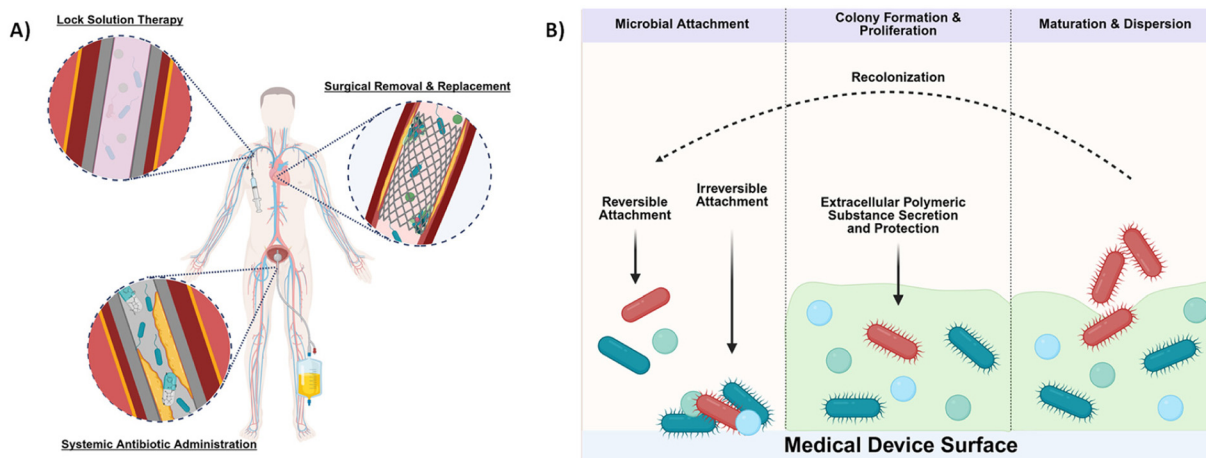 A)
Lock Solution Therapy
Surgical Removal & Replacement
Systemic Antibiotic Administration
B)
Microbial Attachment
Colony Formation &
Proliferation
Maturation & Dispersion
Recolonization
Reversible
Attachment
Irreversible
Attachment
Extracellular Polymeric
Substance Secretion
and Protection
Medical Device Surface